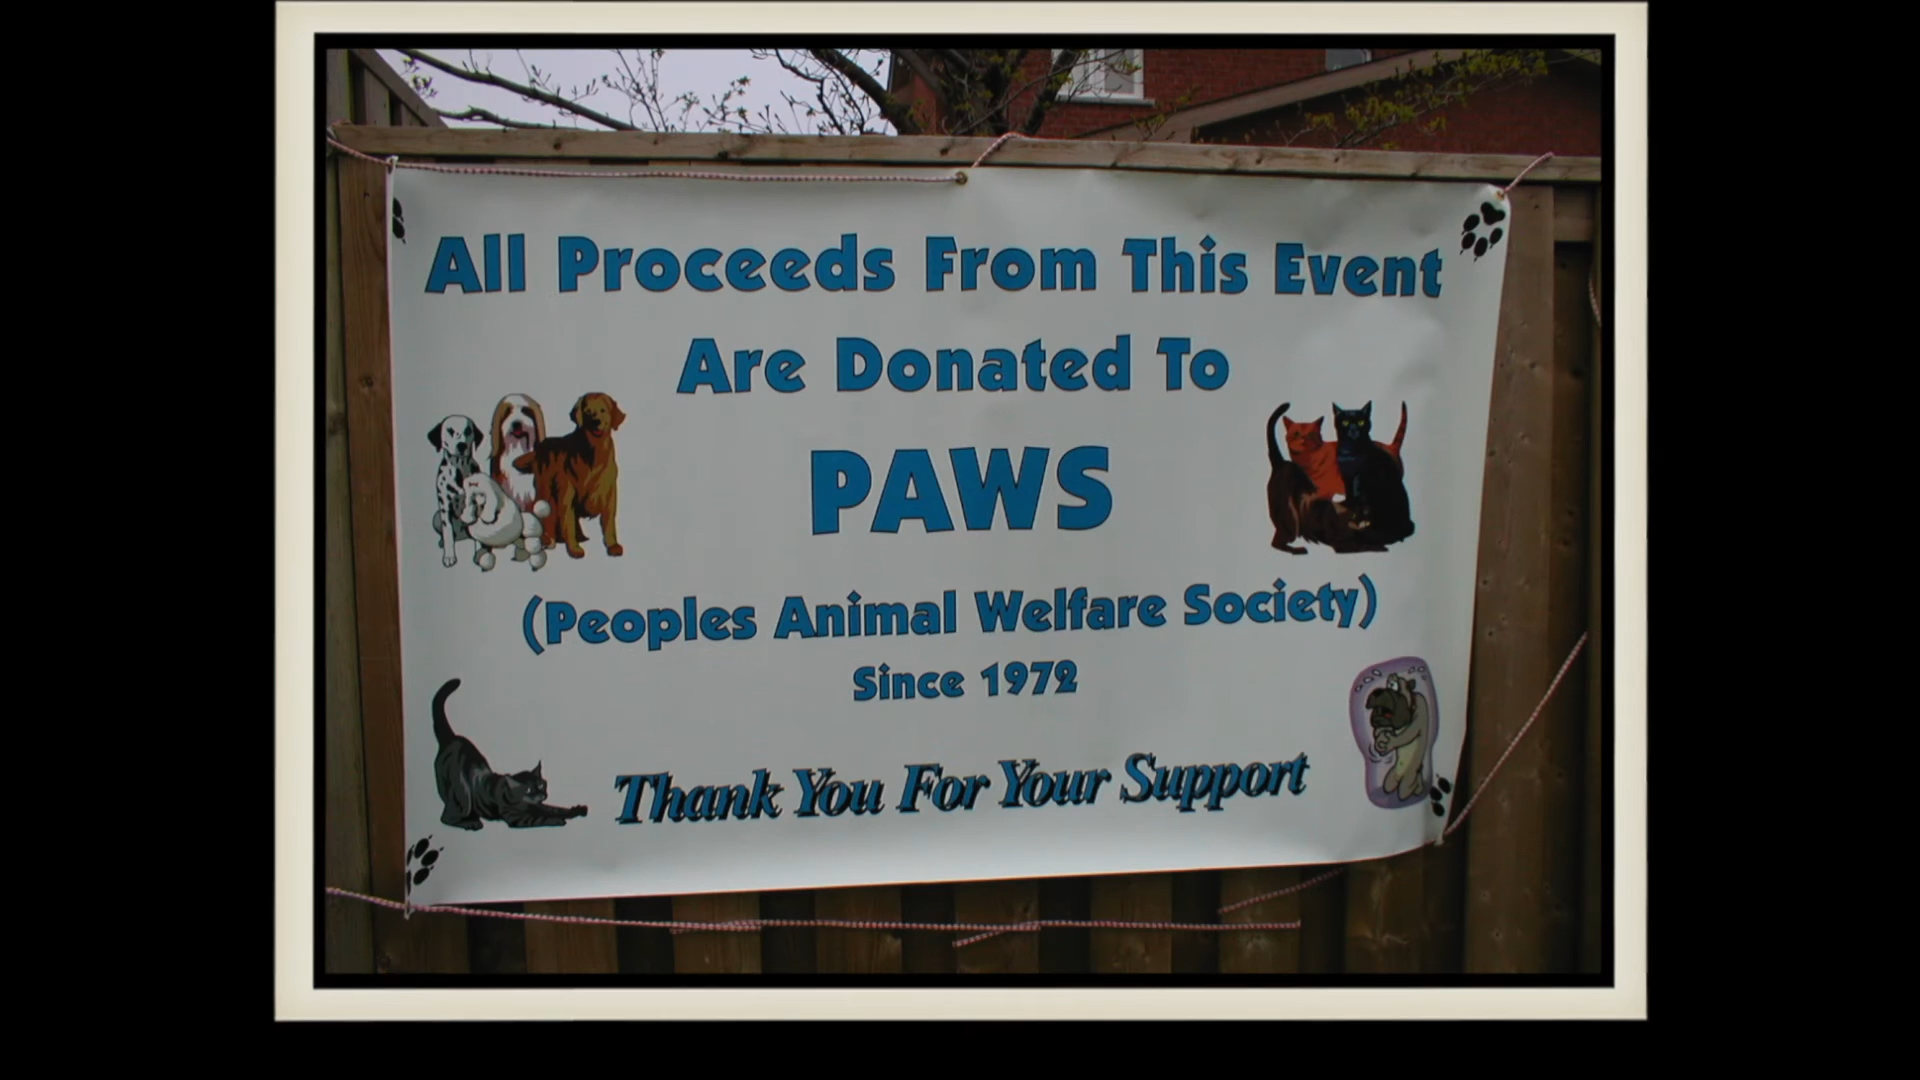 All Proceeds From This Event
Are Donated To
PAWS
(Peoples Animal Welfare Society)
Since 1972
Thank You For Your Support